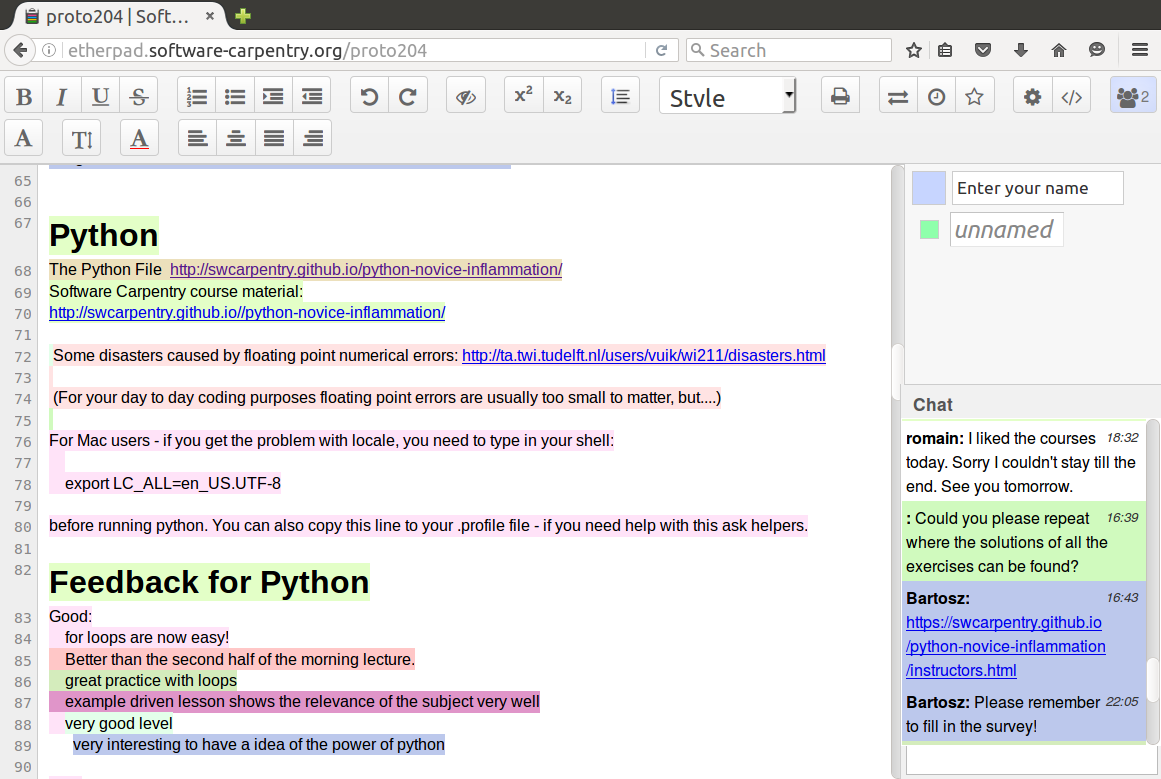 proto204 | Soft...
etherpad.software-carpentry.org/proto204
Search
B I U S x² x₂ Style 2
A T A
65
66
67 Python
68 The Python File http://swcarpentry.github.io/python-novice-inflammation/
69 Software Carpentry course material:
70 http://swcarpentry.github.io//python-novice-inflammation/
71
72 Some disasters caused by floating point numerical errors: http://ta.twi.tudelft.nl/users/vuik/wi211/disasters.html
73
74 (For your day to day coding purposes floating point errors are usually too small to matter, but....)
75
76 For Mac users - if you get the problem with locale, you need to type in your shell:
77
78 export LC_ALL=en_US.UTF-8
79
80 before running python. You can also copy this line to your .profile file - if you need help with this ask helpers.
81
82 Feedback for Python
83 Good:
84 for loops are now easy!
85 Better than the second half of the morning lecture.
86 great practice with loops
87 example driven lesson shows the relevance of the subject very well
88 very good level
89 very interesting to have a idea of the power of python
90
Enter your name
unnamed
Chat
romain: I liked the courses 18:32
today. Sorry I couldn't stay till the
end. See you tomorrow.
: Could you please repeat 16:39
where the solutions of all the
exercises can be found?
Bartosz: 16:43
https://swcarpentry.github.io
/python-novice-inflammation
/instructors.html
Bartosz: Please remember 22:05
to fill in the survey!